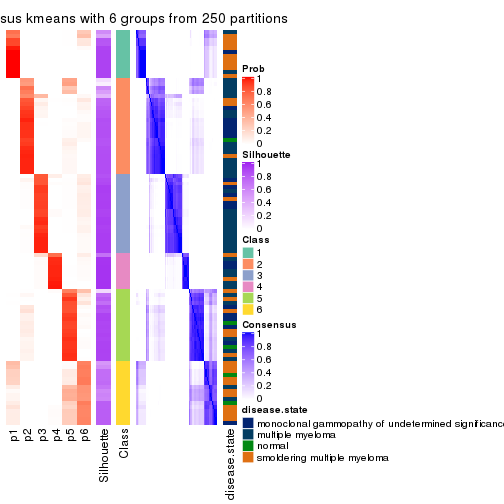 sus kmeans with 6 groups from 250 partitions
Prob
1
0.8
0.6
0.4
0.2
0
Silhouette
1
0.8
0.6
0.4
0.2
0
Class
1
2
3
4
5
6
Consensus
1
0.8
0.6
0.4
0.2
0
disease.state
monoclonal gammopathy of undetermined significance
multiple myeloma
normal
smoldering multiple myeloma
p1
p2
p3
p4
p5
p6
Silhouette
Class
disease.state